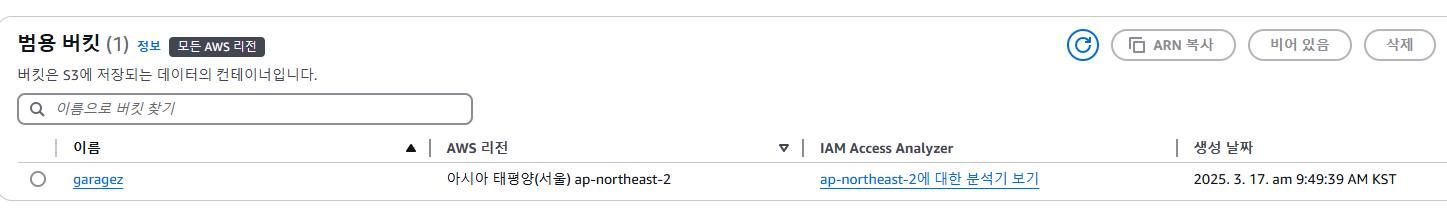 범용 버킷 (1) 정보 모든 AWS 리전
ARN 복사 비어 있음 삭제
버킷은 S3에 저장되는 데이터의 컨테이너입니다.
이름으로 버킷 찾기
이름 AWS 리전 IAM Access Analyzer 생성 날짜
garagez 아시아 태평양(서울) ap-northeast-2 ap-northeast-2에 대한 분석기 보기 2025. 3. 17. am 9:49:39 AM KST